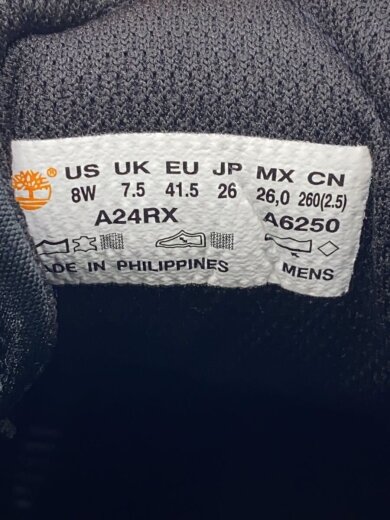 ® US UK EU JP MX CN
8W 7.5 41.5 26 26,0 260(2.5)
A24RX A6250
MADE IN PHILIPPINES MENS